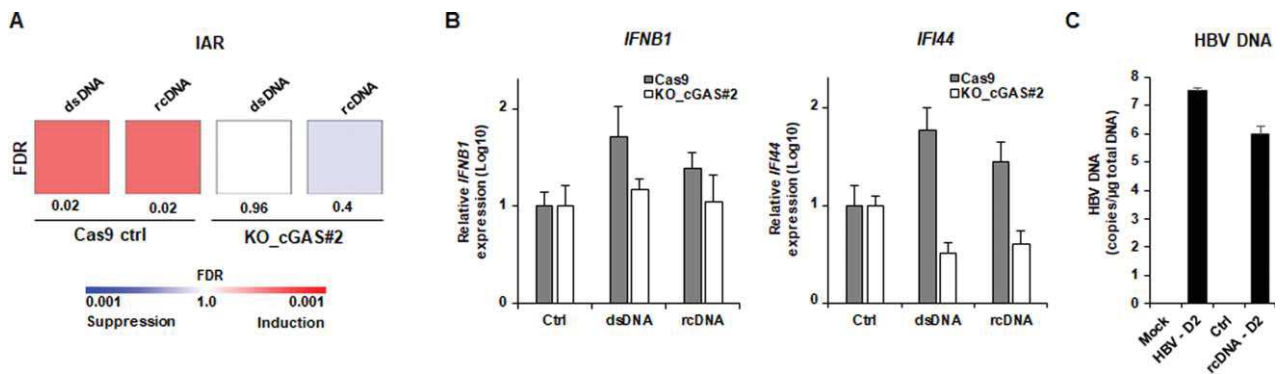 A
IAR
dsDNA
rcDNA
dsDNA
rcDNA
FDR
0.02
0.02
0.96
0.4
Cas9 ctrl
KO_cGAS#2
FDR
0.001
1.0
0.001
Suppression
Induction
B
IFNB1
Cas9
KO_cGAS#2
Relative IFNB1
expression (Log10)
2
1
0
Ctrl
dsDNA
rcDNA
IFI44
Cas9
KO_cGAS#2
Relative IFI44
expression (Log10)
2
1
0
Ctrl
dsDNA
rcDNA
C
HBV DNA
HBV DNA
(copies/µg total DNA)
8
7
6
5
4
3
2
1
0
Mock
HBV - D2
Ctrl
rcDNA - D2